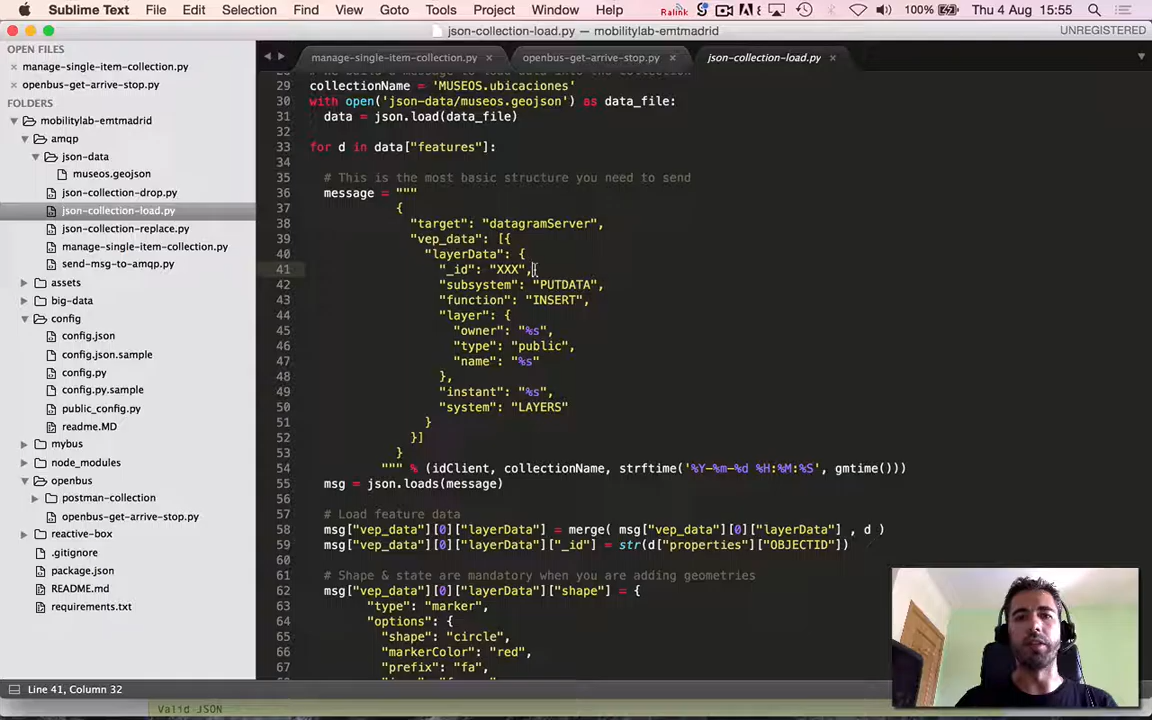 Sublime Text File Edit Selection Find View Goto Tools Project Window Help Ralink 100% Thu 4 Aug 15:55
json-collection-load.py — mobilitylab-emtmadrid
UNREGISTERED
OPEN FILES
manage-single-item-collection.py
openbus-get-arrive-stop.py
FOLDERS
mobilitylab-emtmadrid
amqp
json-data
museos.geojson
json-collection-drop.py
json-collection-load.py
json-collection-replace.py
manage-single-item-collection.py
send-msg-to-amqp.py
assets
big-data
config
config.json
config.json.sample
config.py
config.py.sample
public_config.py
readme.MD
mybus
node_modules
openbus
postman-collection
openbus-get-arrive-stop.py
reactive-box
.gitignore
package.json
README.md
requirements.txt
manage-single-item-collection.py openbus-get-arrive-stop.py json-collection-load.py
29 collectionName = 'MUSEOS.ubicaciones'
30 with open('json-data/museos.geojson') as data_file:
31 data = json.load(data_file)
32
33 for d in data["features"]:
34
35 # This is the most basic structure you need to send
36 message = """
37 {
38 "target": "datagramServer",
39 "vep_data": [{
40 "layerData": {
41 "_id": "XXX",
42 "subsystem": "PUTDATA",
43 "function": "INSERT",
44 "layer": {
45 "owner": "%s",
46 "type": "public",
47 "name": "%s"
48 },
49 "instant": "%s",
50 "system": "LAYERS"
51 }
52 }]
53 }
54 """ % (idClient, collectionName, strftime('%Y-%m-%d %H:%M:%S', gmtime()))
55 msg = json.loads(message)
56
57 # Load feature data
58 msg["vep_data"][0]["layerData"] = merge( msg["vep_data"][0]["layerData"] , d )
59 msg["vep_data"][0]["layerData"]["_id"] = str(d["properties"]["OBJECTID"])
60
61 # Shape & state are mandatory when you are adding geometries
62 msg["vep_data"][0]["layerData"]["shape"] = {
63 "type": "marker",
64 "options": {
65 "shape": "circle",
66 "markerColor": "red",
67 "prefix": "fa",
Line 41, Column 32
Valid JSON